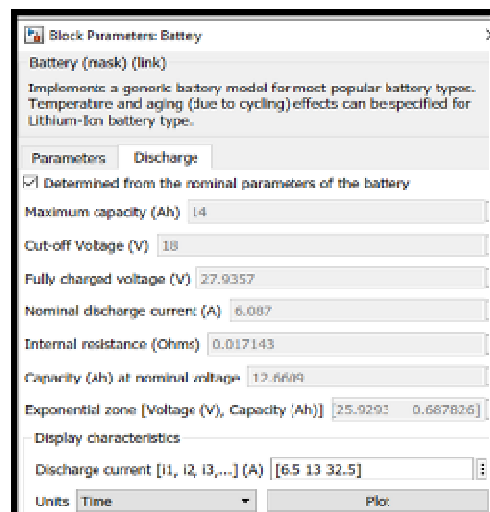 Block Parameters: Battery
Battery (mask) (link)
Implements a generic battery model for most popular battery types.
Temperature and aging (due to cycling) effects can bespecified for
Lithium-Ion battery type.
Parameters Discharge
Determined from the nominal parameters of the battery
Maximum capacity (Ah) 14
Cut-off Voltage (V) 18
Fully charged voltage (V) 27.9357
Nominal discharge current (A) 6.087
Internal resistance (Ohms) 0.017143
Capacity (Ah) at nominal voltage 12.6609
Exponential zone [Voltage (V), Capacity (Ah)] [25.9293 0.687826]
Display characteristics
Discharge current [i1, i2, i3,...] (A) [6.5 13 32.5]
Units Time Plot